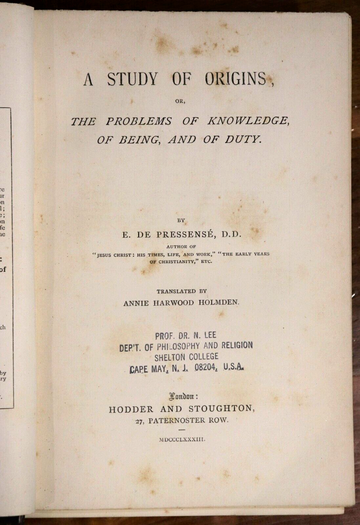 A STUDY OF ORIGINS,
OR,
THE PROBLEMS OF KNOWLEDGE,
OF BEING, AND OF DUTY.
BY
E. DE PRESSENSÉ, D.D.
AUTHOR OF
"JESUS CHRIST: HIS TIMES, LIFE, AND WORK," "THE EARLY YEARS
OF CHRISTIANITY," ETC.
TRANSLATED BY
ANNIE HARWOOD HOLMDEN.
PROF. DR. N. LEE
DEP'T. OF PHILOSOPHY AND RELIGION
SHELTON COLLEGE
CAPE MAY, N. J. 08204, U.S.A.
London:
HODDER AND STOUGHTON,
27, PATERNOSTER ROW.
MDCCCLXXXIII.